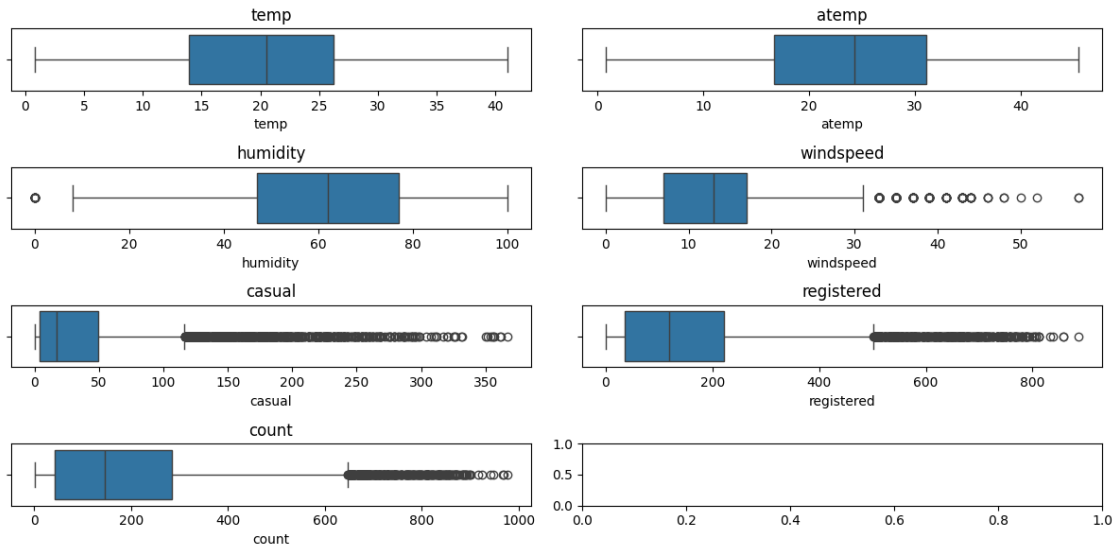 temp
0 5 10 15 20 25 30 35 40
temp
atemp
0 10 20 30 40
atemp
humidity
0 20 40 60 80 100
humidity
windspeed
0 10 20 30 40 50
windspeed
casual
0 50 100 150 200 250 300 350
casual
registered
0 200 400 600 800
registered
count
0 200 400 600 800 1000
count
1.0
0.5
0.0
0.0 0.2 0.4 0.6 0.8 1.0